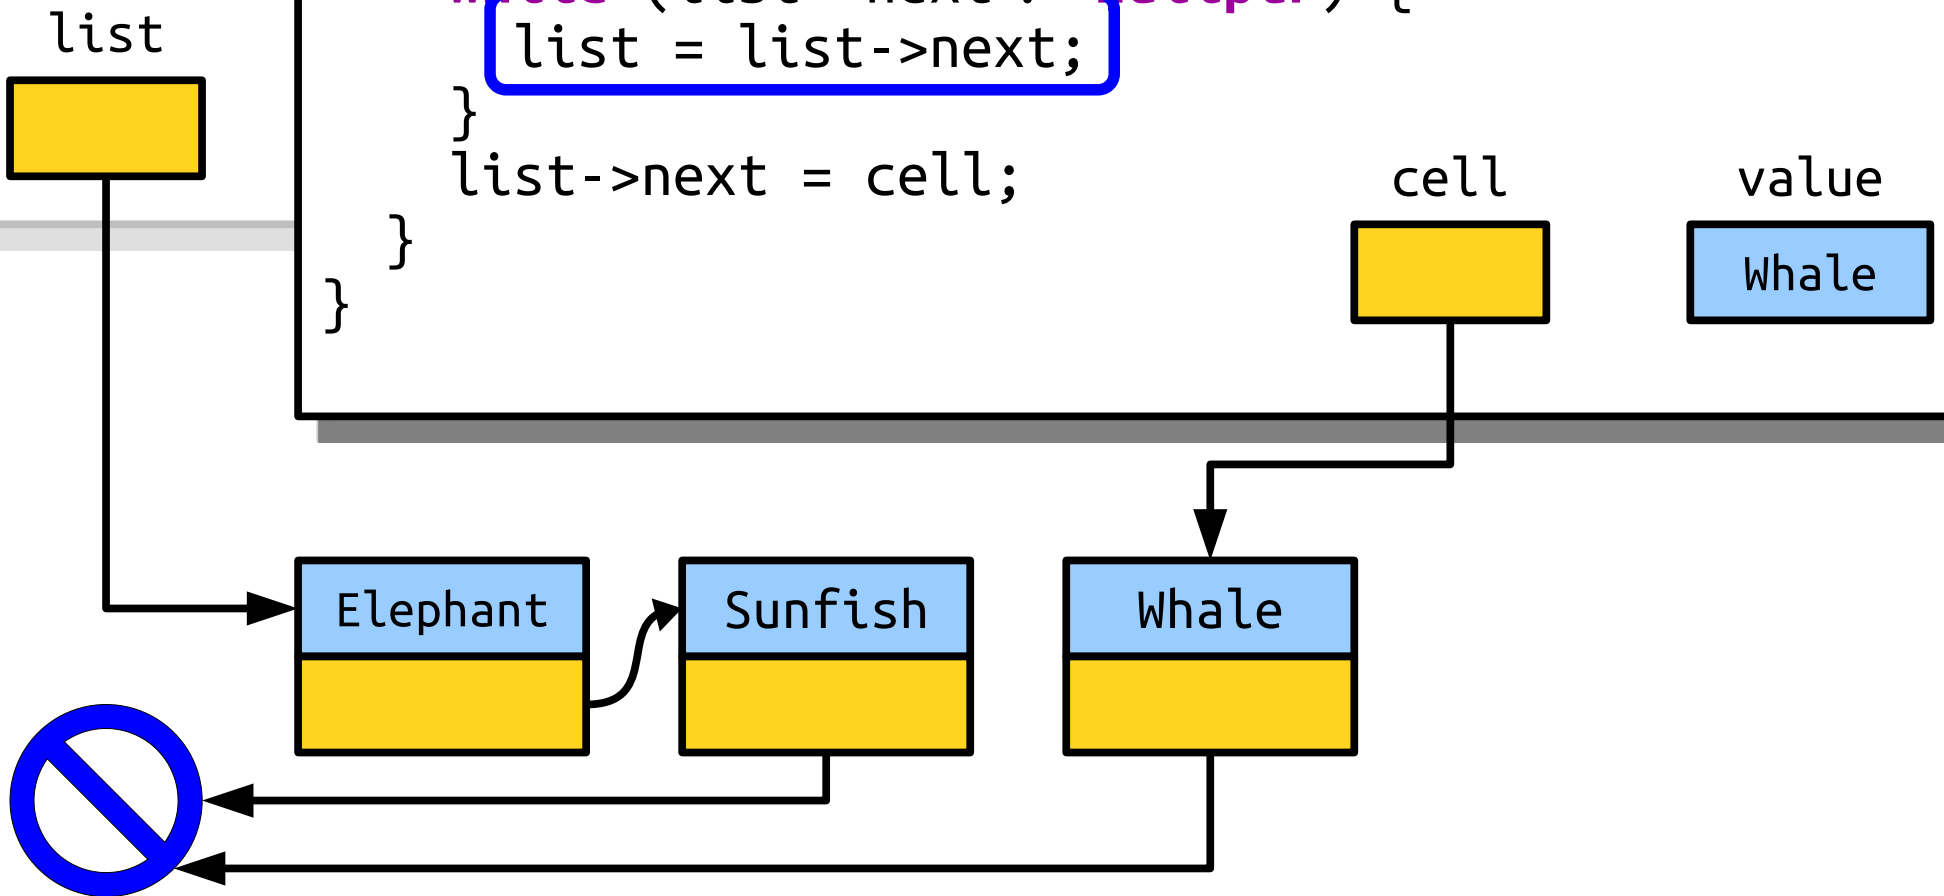 list
list = list->next;
}
list->next = cell;
}
}
cell
value
Whale
Elephant
Sunfish
Whale